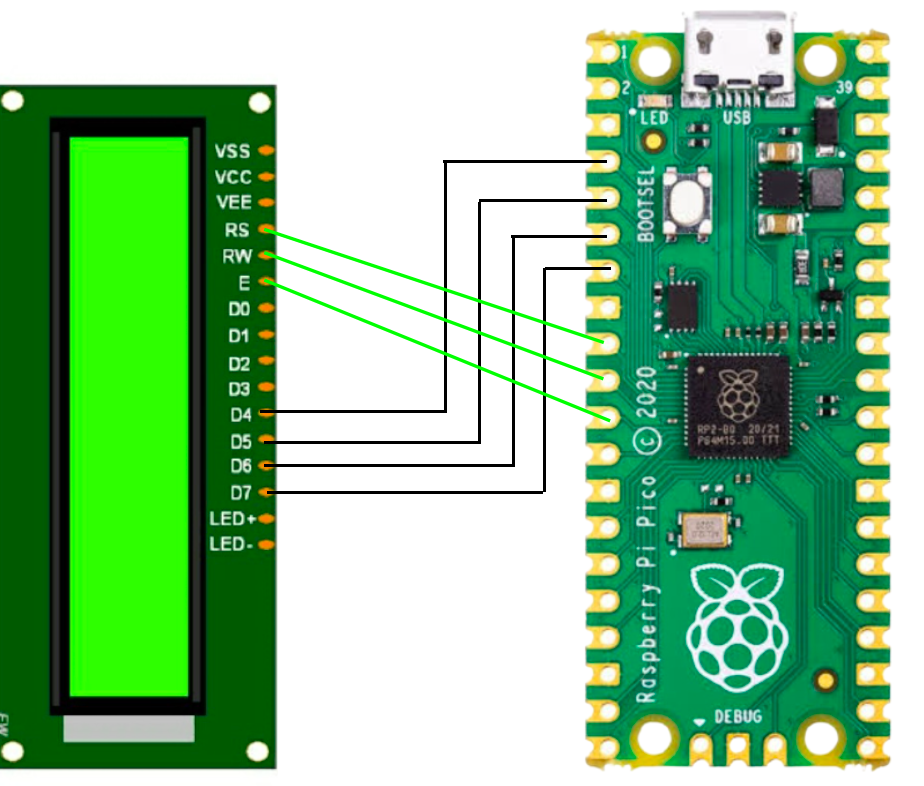 VSS
VCC
VEE
RS
RW
E
D0
D1
D2
D3
D4
D5
D6
D7
LED+
LED-
1
2
39
LED
USB
BOOTSEL
RP2-B0 20/21
P64M15.00 TTT
Raspberry Pi Pico © 2020
DEBUG